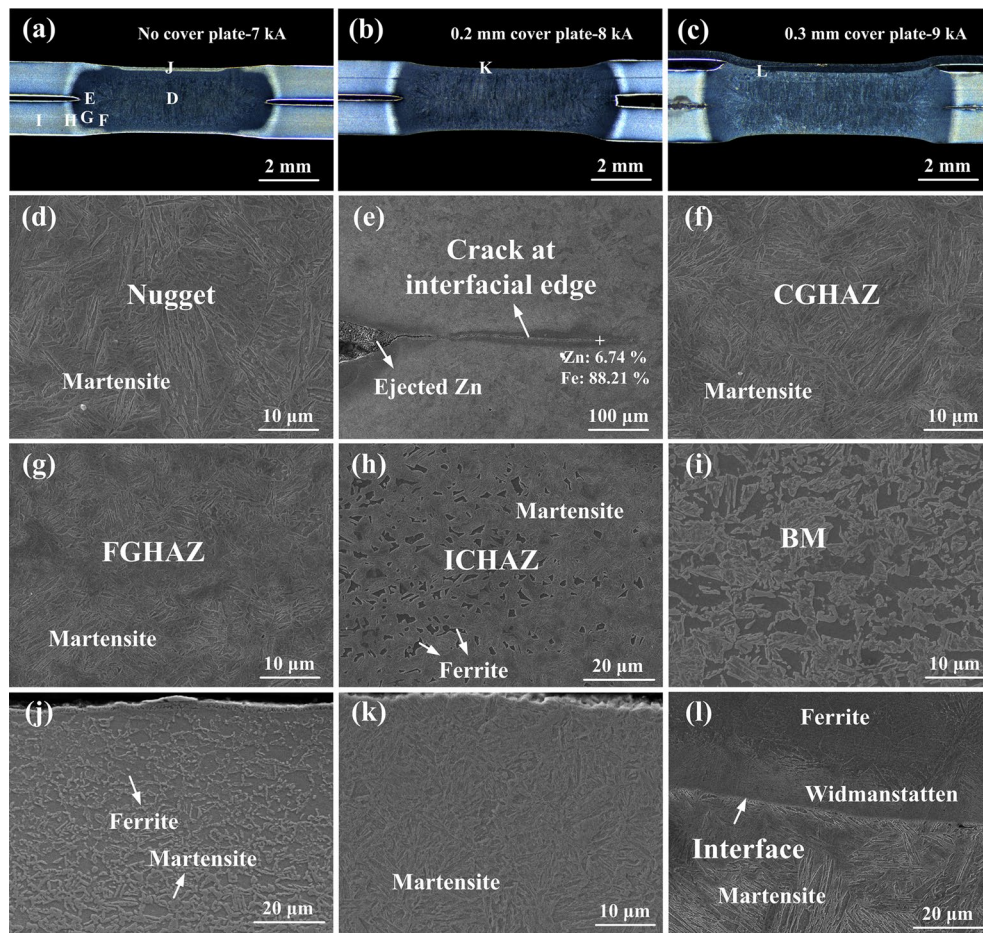 (a)
No cover plate-7 kA
J
E
D
G
I
H
F
2 mm
(b)
0.2 mm cover plate-8 kA
K
2 mm
(c)
0.3 mm cover plate-9 kA
L
2 mm
(d)
Nugget
Martensite
10 μm
(e)
Crack at
interfacial edge
+
Zn: 6.74 %
Fe: 88.21 %
Ejected Zn
100 μm
(f)
CGHAZ
Martensite
10 μm
(g)
FGHAZ
Martensite
10 μm
(h)
Martensite
ICHAZ
Ferrite
20 μm
(i)
BM
10 μm
(j)
Ferrite
Martensite
20 μm
(k)
Martensite
10 μm
(l)
Ferrite
Widmanstatten
Interface
Martensite
20 μm